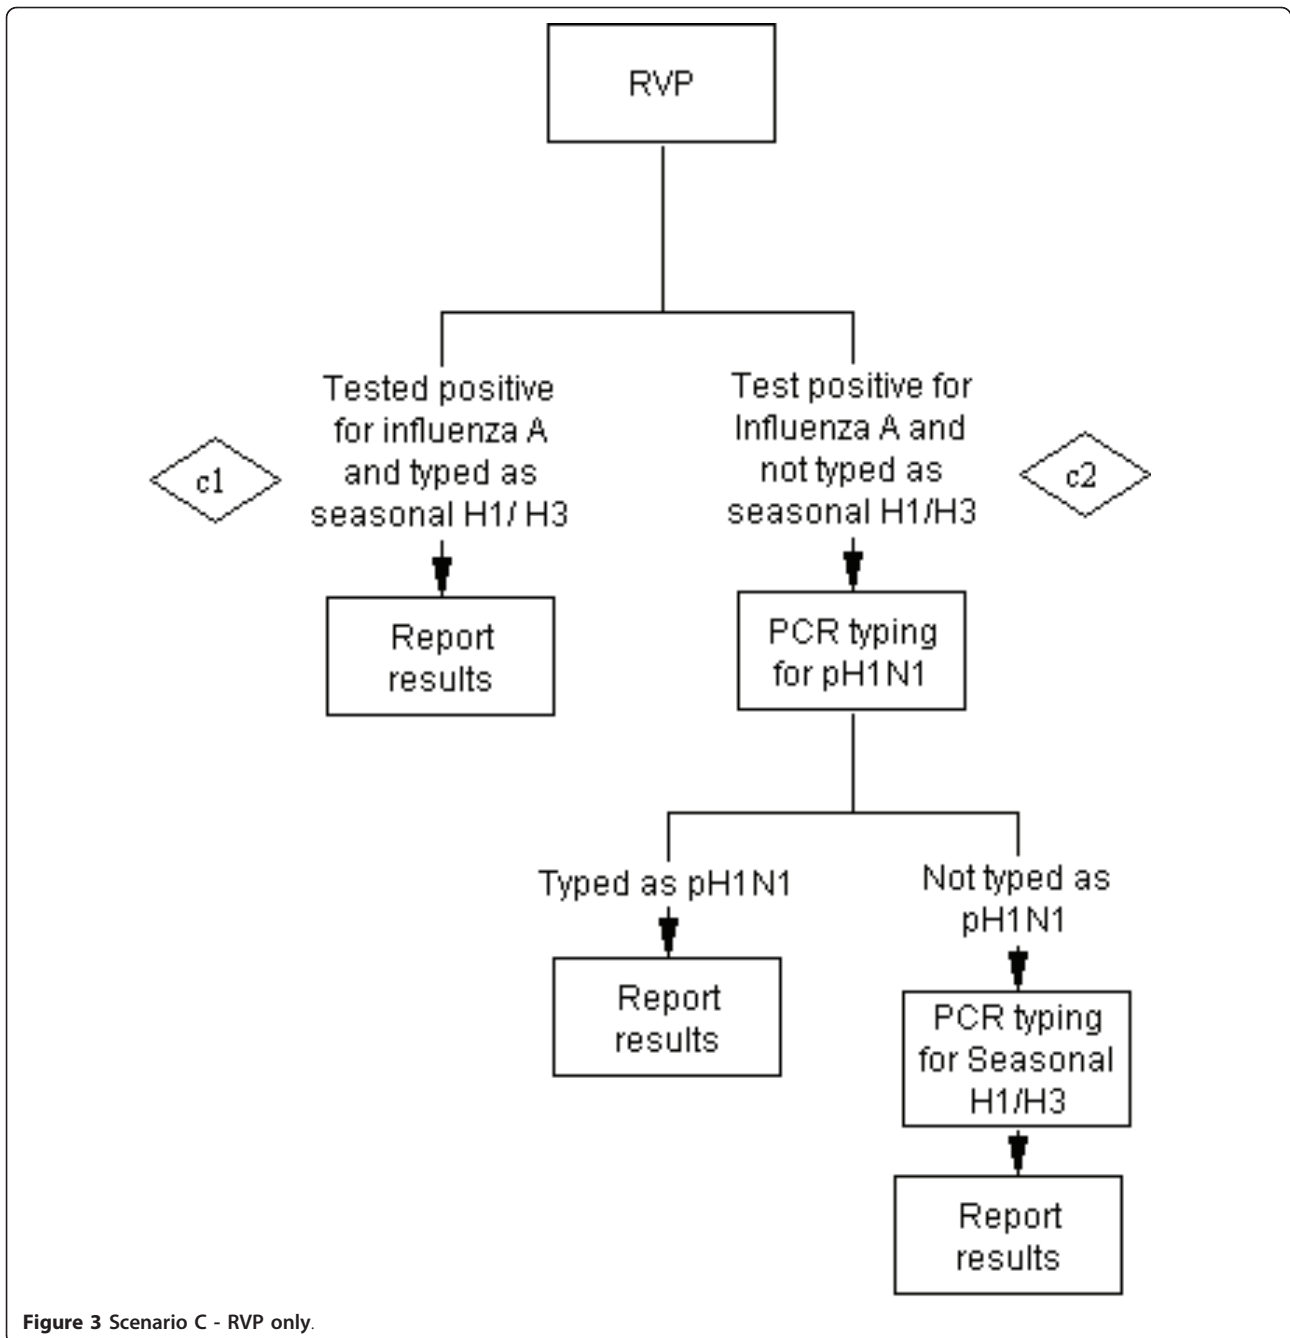 RVP
Tested positive
for influenza A
and typed as
seasonal H1/ H3
c1
Test positive for
Influenza A and
not typed as
seasonal H1/H3
c2
Report
results
PCR typing
for pH1N1
Typed as pH1N1
Not typed as
pH1N1
Report
results
PCR typing
for Seasonal
H1/H3
Report
results
Figure 3 Scenario C - RVP only.